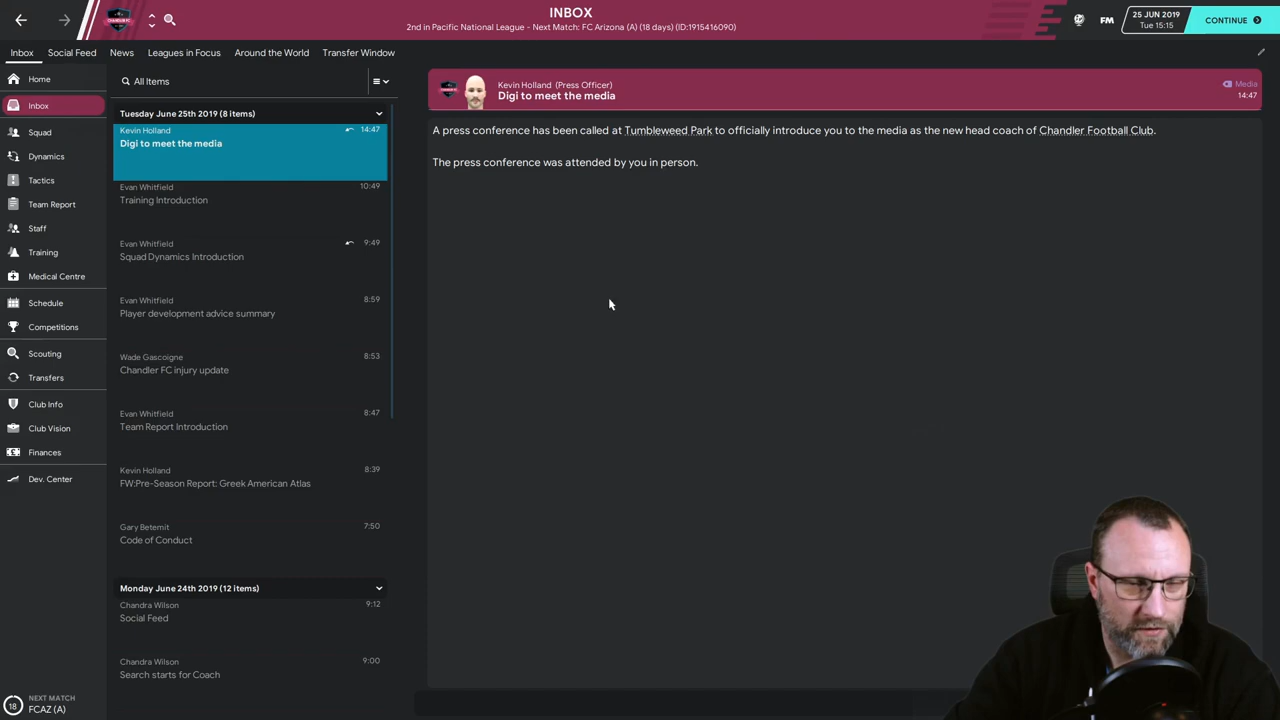 INBOX
2nd in Pacific National League - Next Match: FC Arizona (A) (18 days) (ID:1915416090)
FM
25 JUN 2019
Tue 15:15
CONTINUE
Inbox Social Feed News Leagues in Focus Around the World Transfer Window
Home
Inbox
Squad
Dynamics
Tactics
Team Report
Staff
Training
Medical Centre
Schedule
Competitions
Scouting
Transfers
Club Info
Club Vision
Finances
Dev. Center
NEXT MATCH
18 FCAZ (A)
All Items
Tuesday June 25th 2019 (8 items)
Kevin Holland 14:47
Digi to meet the media
Evan Whitfield 10:49
Training Introduction
Evan Whitfield 9:49
Squad Dynamics Introduction
Evan Whitfield 8:59
Player development advice summary
Wade Gascoigne 8:53
Chandler FC injury update
Evan Whitfield 8:47
Team Report Introduction
Kevin Holland 8:39
FW:Pre-Season Report: Greek American Atlas
Gary Betemit 7:50
Code of Conduct
Monday June 24th 2019 (12 items)
Chandra Wilson 9:12
Social Feed
Chandra Wilson 9:00
Search starts for Coach
Kevin Holland (Press Officer) Media
Digi to meet the media 14:47
A press conference has been called at Tumbleweed Park to officially introduce you to the media as the new head coach of Chandler Football Club.
The press conference was attended by you in person.